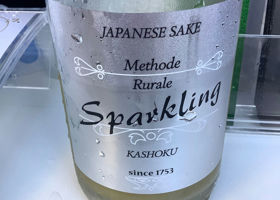 JAPANESE SAKE
Methode
Rurale
Sparkling
KASHOKU
since 1753